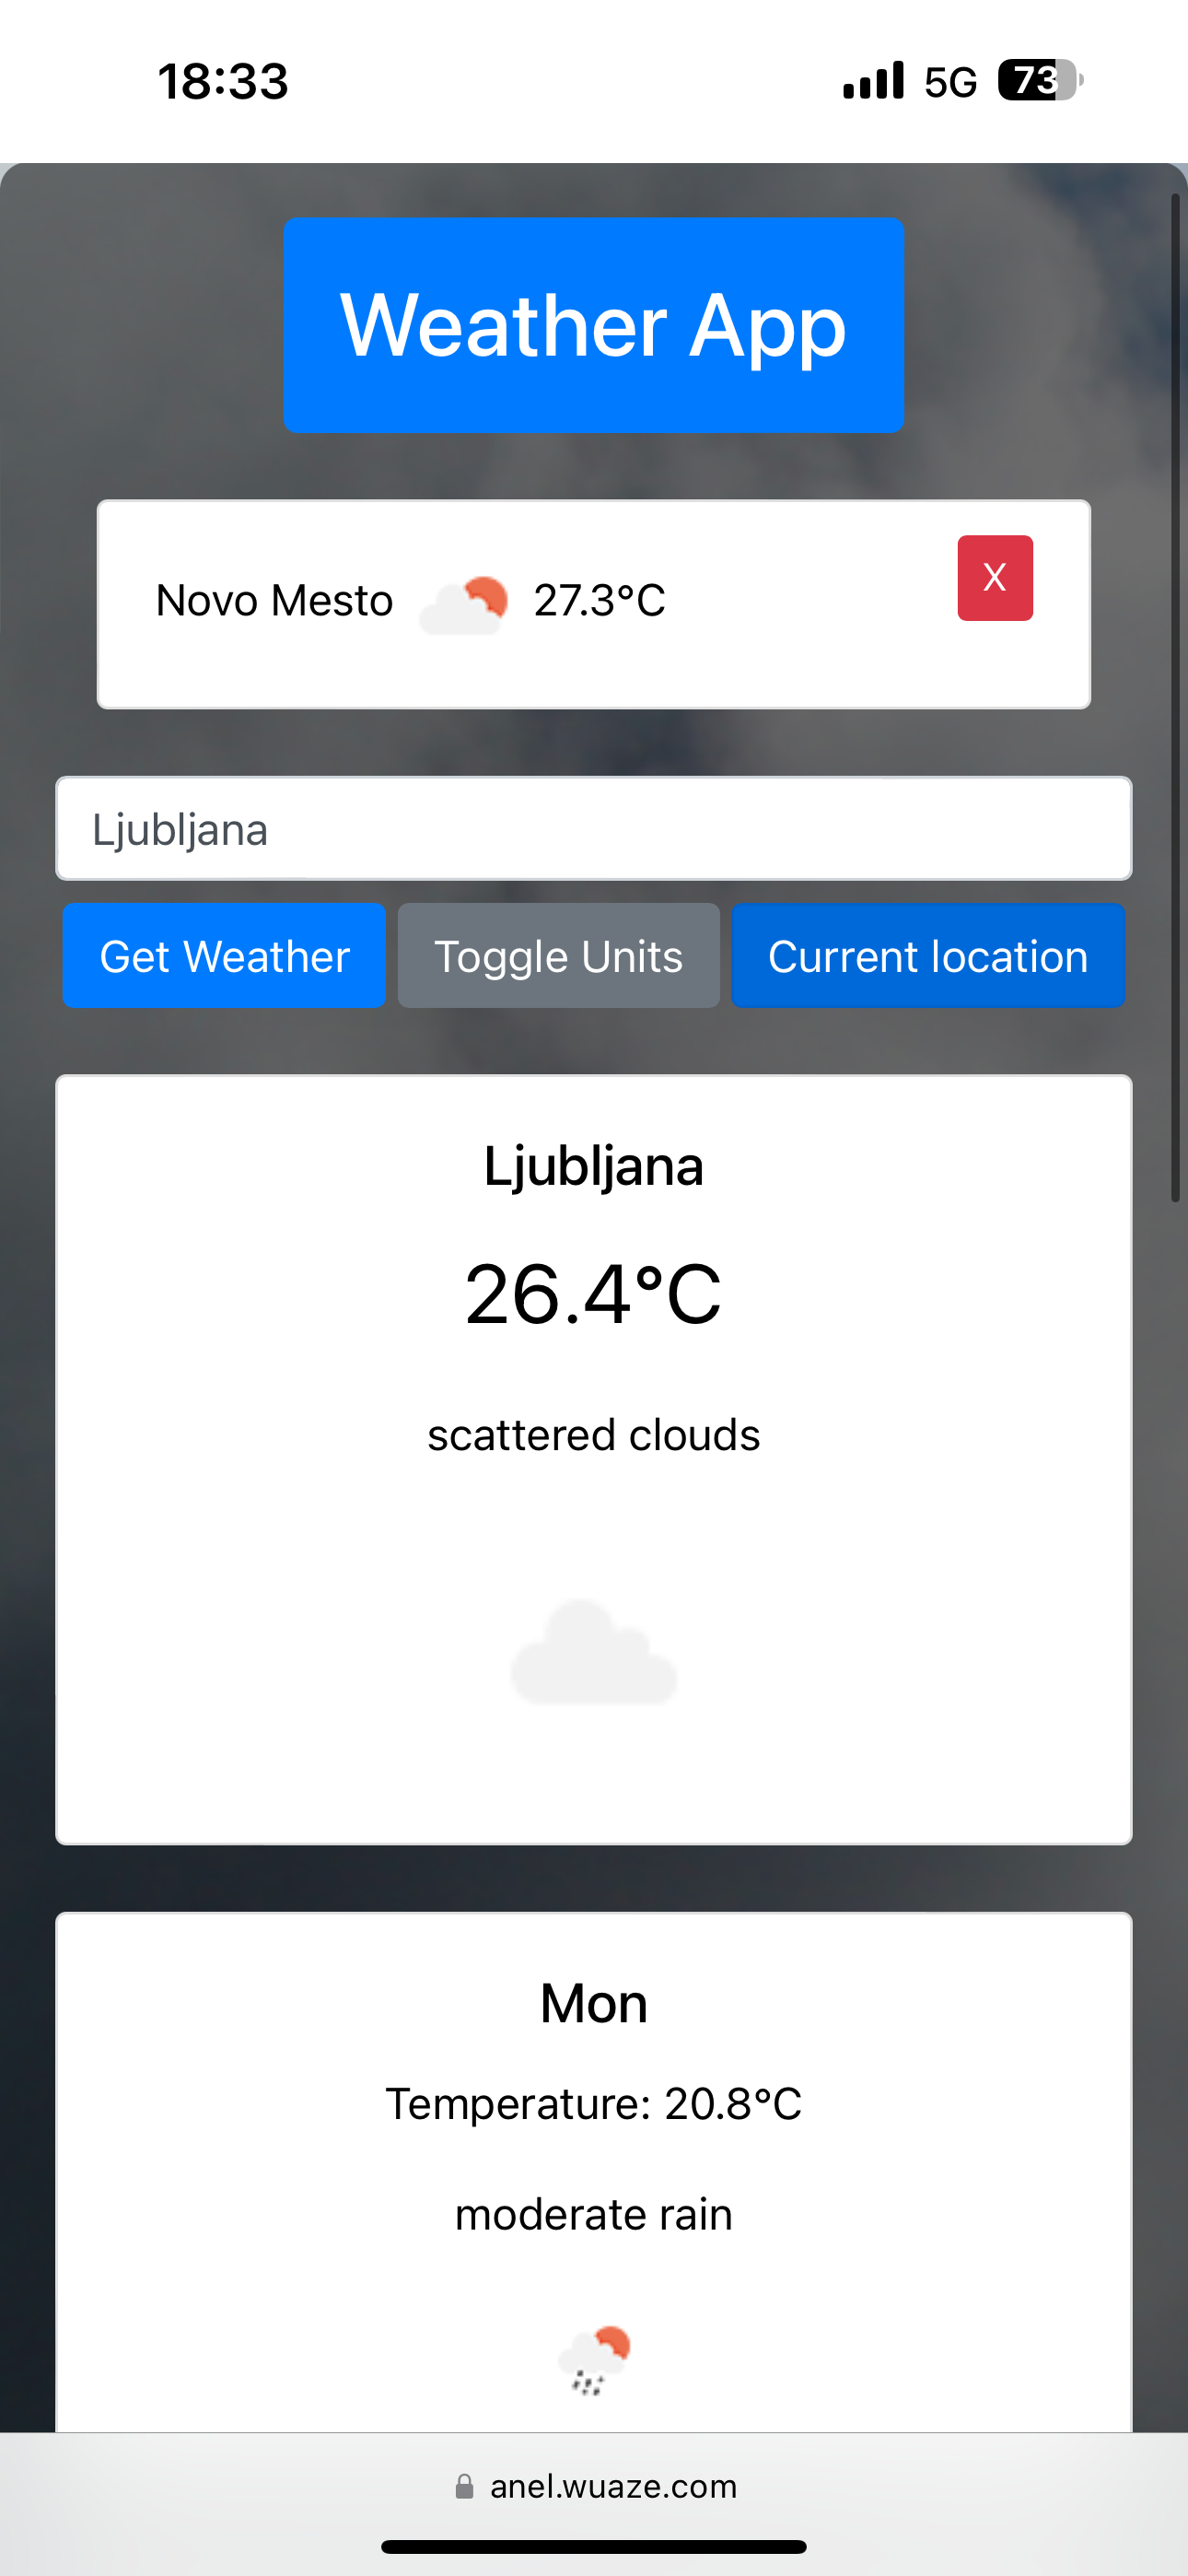 18:33 5G 73
Weather App
Novo Mesto 27.3°C X
Ljubljana
Get Weather Toggle Units Current location
Ljubljana
26.4°C
scattered clouds
Mon
Temperature: 20.8°C
moderate rain
anel.wuaze.com